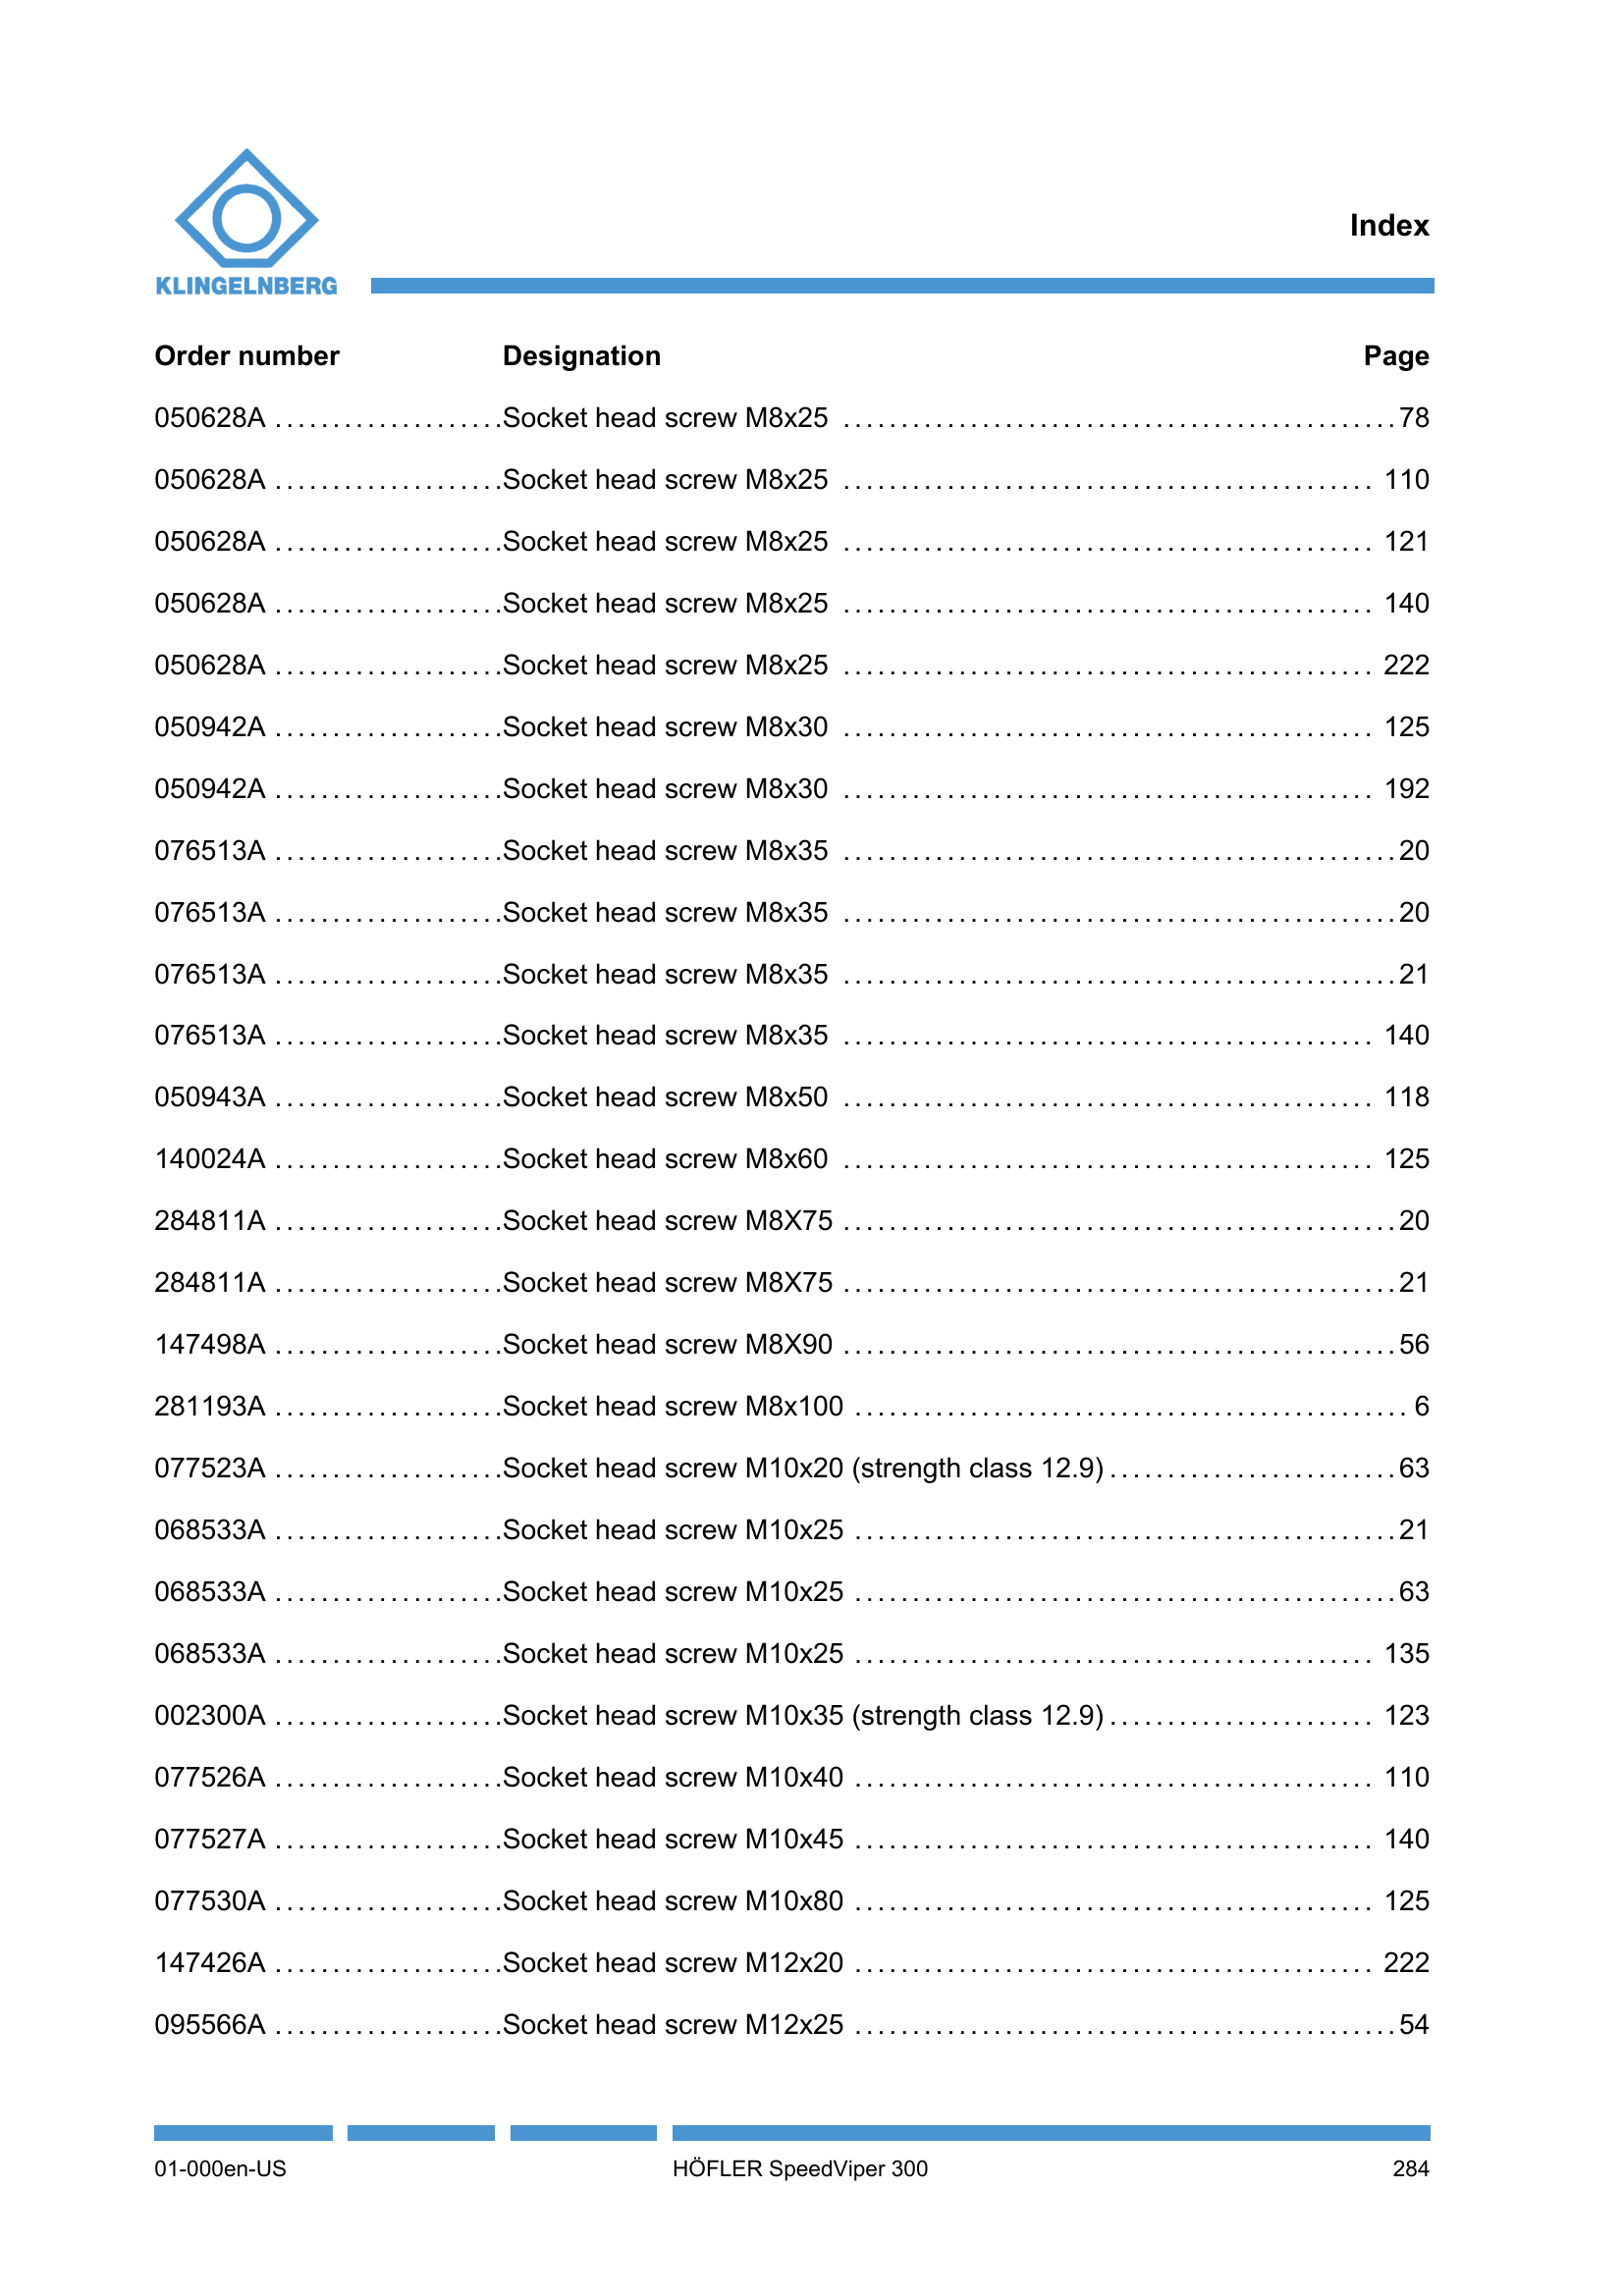 Index
KLINGELNBERG
Order number Designation Page
050628A ....................Socket head screw M8x25 ................................................78
050628A ....................Socket head screw M8x25 .............................................. 110
050628A ....................Socket head screw M8x25 .............................................. 121
050628A ....................Socket head screw M8x25 .............................................. 140
050628A ....................Socket head screw M8x25 .............................................. 222
050942A ....................Socket head screw M8x30 .............................................. 125
050942A ....................Socket head screw M8x30 .............................................. 192
076513A ....................Socket head screw M8x35 ................................................20
076513A ....................Socket head screw M8x35 ................................................20
076513A ....................Socket head screw M8x35 ................................................21
076513A ....................Socket head screw M8x35 .............................................. 140
050943A ....................Socket head screw M8x50 .............................................. 118
140024A ....................Socket head screw M8x60 .............................................. 125
284811A ....................Socket head screw M8X75 ................................................20
284811A ....................Socket head screw M8X75 ................................................21
147498A ....................Socket head screw M8X90 ................................................56
281193A ....................Socket head screw M8x100 ................................................ 6
077523A ....................Socket head screw M10x20 (strength class 12.9) .........................63
068533A ....................Socket head screw M10x25 ...............................................21
068533A ....................Socket head screw M10x25 ...............................................63
068533A ....................Socket head screw M10x25 ............................................. 135
002300A ....................Socket head screw M10x35 (strength class 12.9) ....................... 123
077526A ....................Socket head screw M10x40 ............................................. 110
077527A ....................Socket head screw M10x45 ............................................. 140
077530A ....................Socket head screw M10x80 ............................................. 125
147426A ....................Socket head screw M12x20 ............................................. 222
095566A ....................Socket head screw M12x25 ...............................................54
01-000en-US HÖFLER SpeedViper 300 284